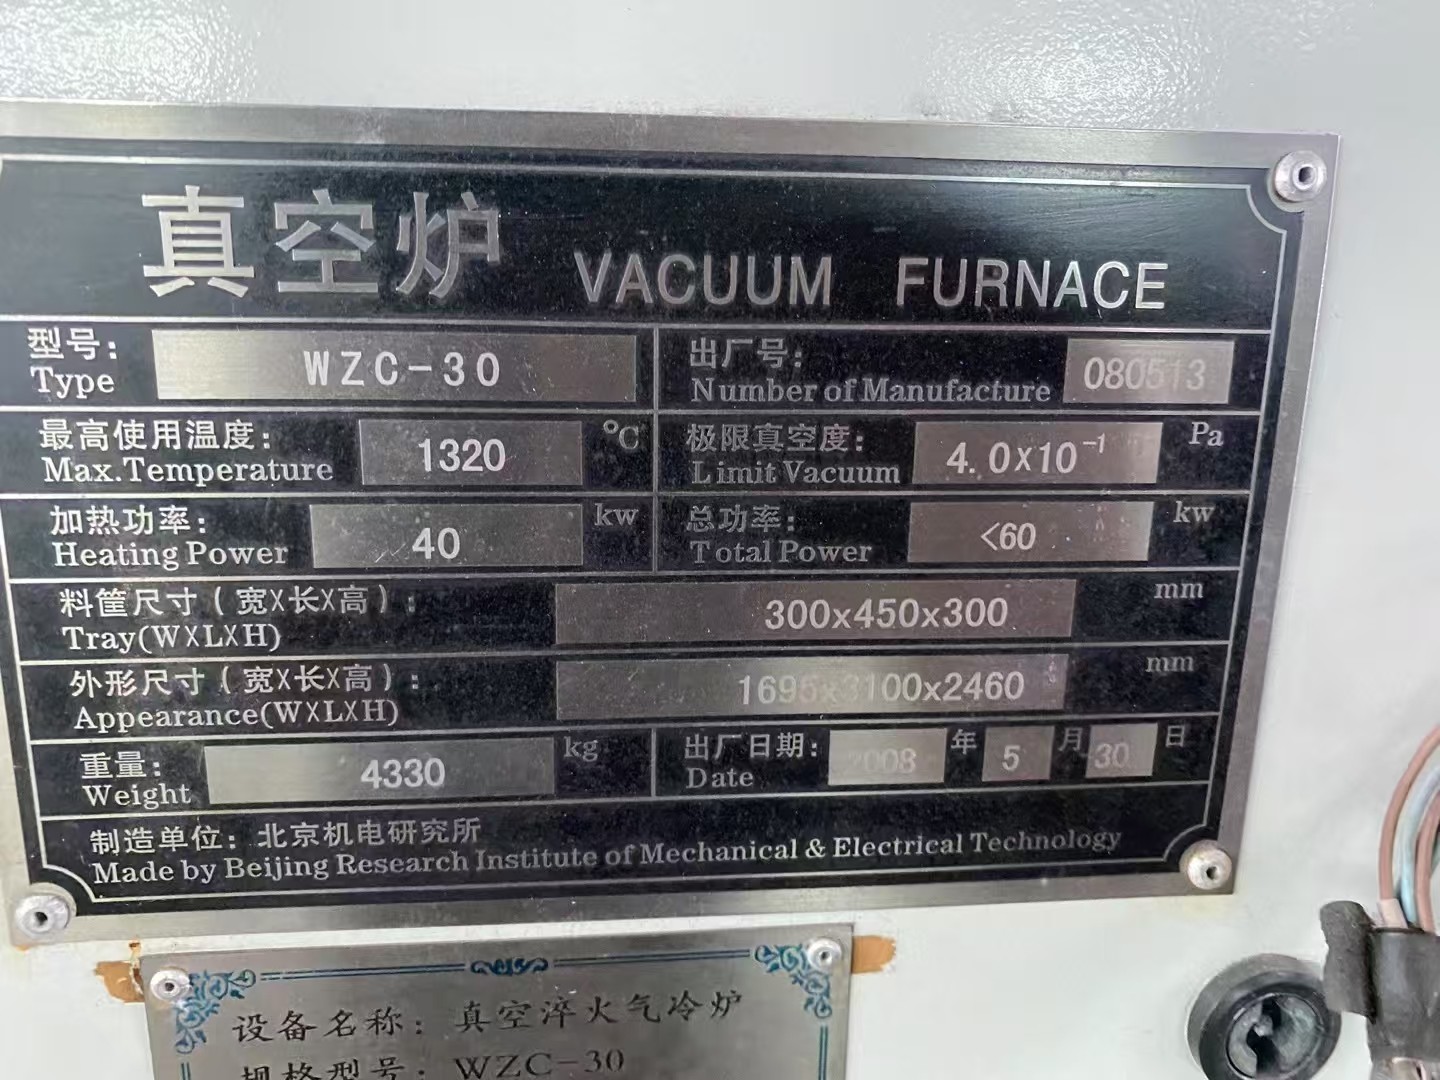 真空炉 VACUUM FURNACE
型号: WZC-30 出厂号: 080513
Type Number of Manufacture
最高使用温度: 1320 ℃ 极限真空度: 4.0x10⁻¹ Pa
Max.Temperature Limit Vacuum
加热功率: 40 kw 总功率: <60 kw
Heating Power Total Power
料筐尺寸(宽X长X高): 300x450x300 mm
Tray(WXLXH)
外形尺寸(宽X长X高): 1695x3100x2460 mm
Appearance(WXLXH)
重量: 4330 kg 出厂日期: 2008 年 5 月 30 日
Weight Date
制造单位: 北京机电研究所
Made by Beijing Research Institute of Mechanical & Electrical Technology
设备名称: 真空淬火气冷炉
规格型号: WZC-30